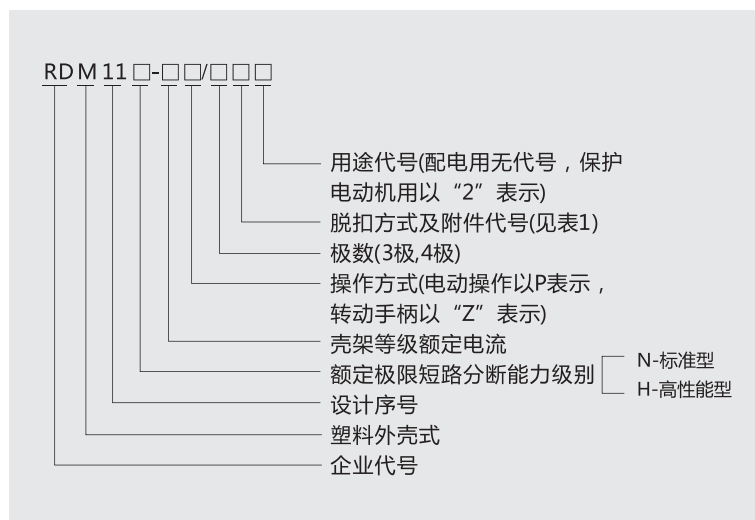 RDM11□-□□/□□□
用途代号(配电用无代号，保护
电动机用以“2”表示)
脱扣方式及附件代号(见表1)
极数(3极,4极)
操作方式(电动操作以P表示，
转动手柄以“Z”表示)
壳架等级额定电流
额定极限短路分断能力级别
N-标准型
H-高性能型
设计序号
塑料外壳式
企业代号